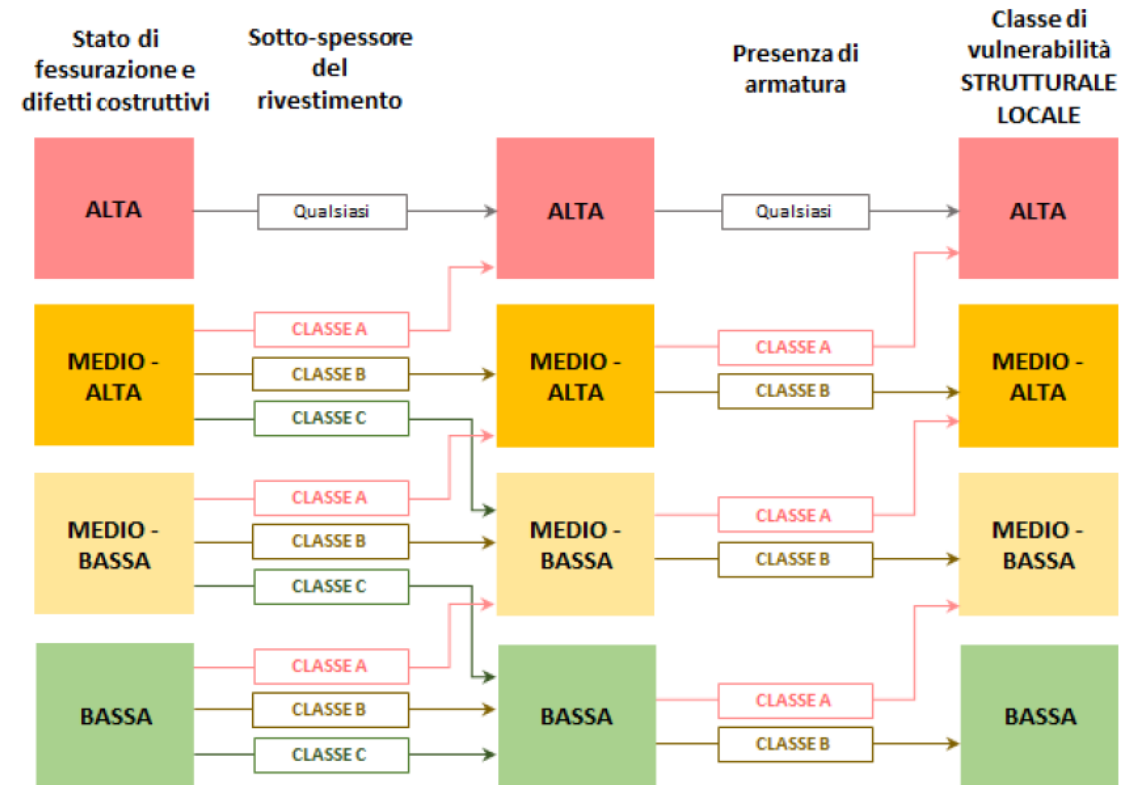 Stato di
fessurazione e
difetti costruttivi
Sotto-spessore
del
rivestimento
Presenza di
armatura
Classe di
vulnerabilità
STRUTTURALE
LOCALE
ALTA
Qualsiasi
ALTA
Qualsiasi
ALTA
MEDIO -
ALTA
CLASSE A
CLASSE B
CLASSE C
MEDIO -
ALTA
CLASSE A
CLASSE B
MEDIO -
ALTA
MEDIO -
BASSA
CLASSE A
CLASSE B
CLASSE C
MEDIO -
BASSA
CLASSE A
CLASSE B
MEDIO -
BASSA
BASSA
CLASSE A
CLASSE B
CLASSE C
BASSA
CLASSE A
CLASSE B
BASSA